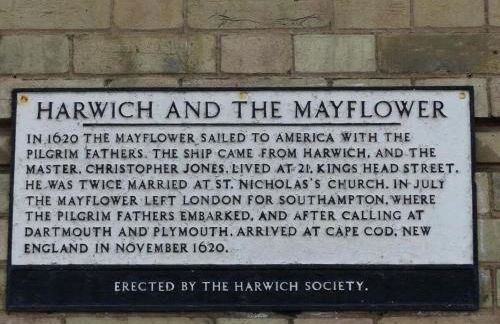 HARWICH AND THE MAYFLOWER
IN 1620 THE MAYFLOWER SAILED TO AMERICA WITH THE
PILGRIM FATHERS. THE SHIP CAME FROM HARWICH, AND THE
MASTER, CHRISTOPHER JONES, LIVED AT 21, KINGS HEAD STREET.
HE WAS TWICE MARRIED AT ST. NICHOLAS'S CHURCH. IN JULY
THE MAYFLOWER LEFT LONDON FOR SOUTHAMPTON, WHERE
THE PILGRIM FATHERS EMBARKED, AND AFTER CALLING AT
DARTMOUTH AND PLYMOUTH, ARRIVED AT CAPE COD, NEW
ENGLAND IN NOVEMBER 1620.
ERECTED BY THE HARWICH SOCIETY.